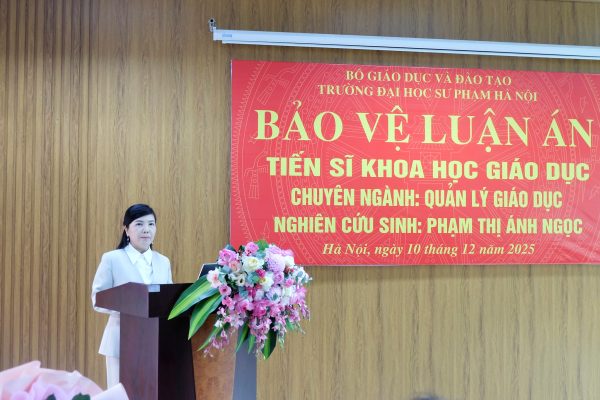 BỘ GIÁO DỤC VÀ ĐÀO TẠO
TRƯỜNG ĐẠI HỌC SƯ PHẠM HÀ NỘI
BẢO VỆ LUẬN ÁN
TIẾN SĨ KHOA HỌC GIÁO DỤC
CHUYÊN NGÀNH: QUẢN LÝ GIÁO DỤC
NGHIÊN CỨU SINH: PHẠM THỊ ÁNH NGỌC
Hà Nội, ngày 10 tháng 12 năm 2025